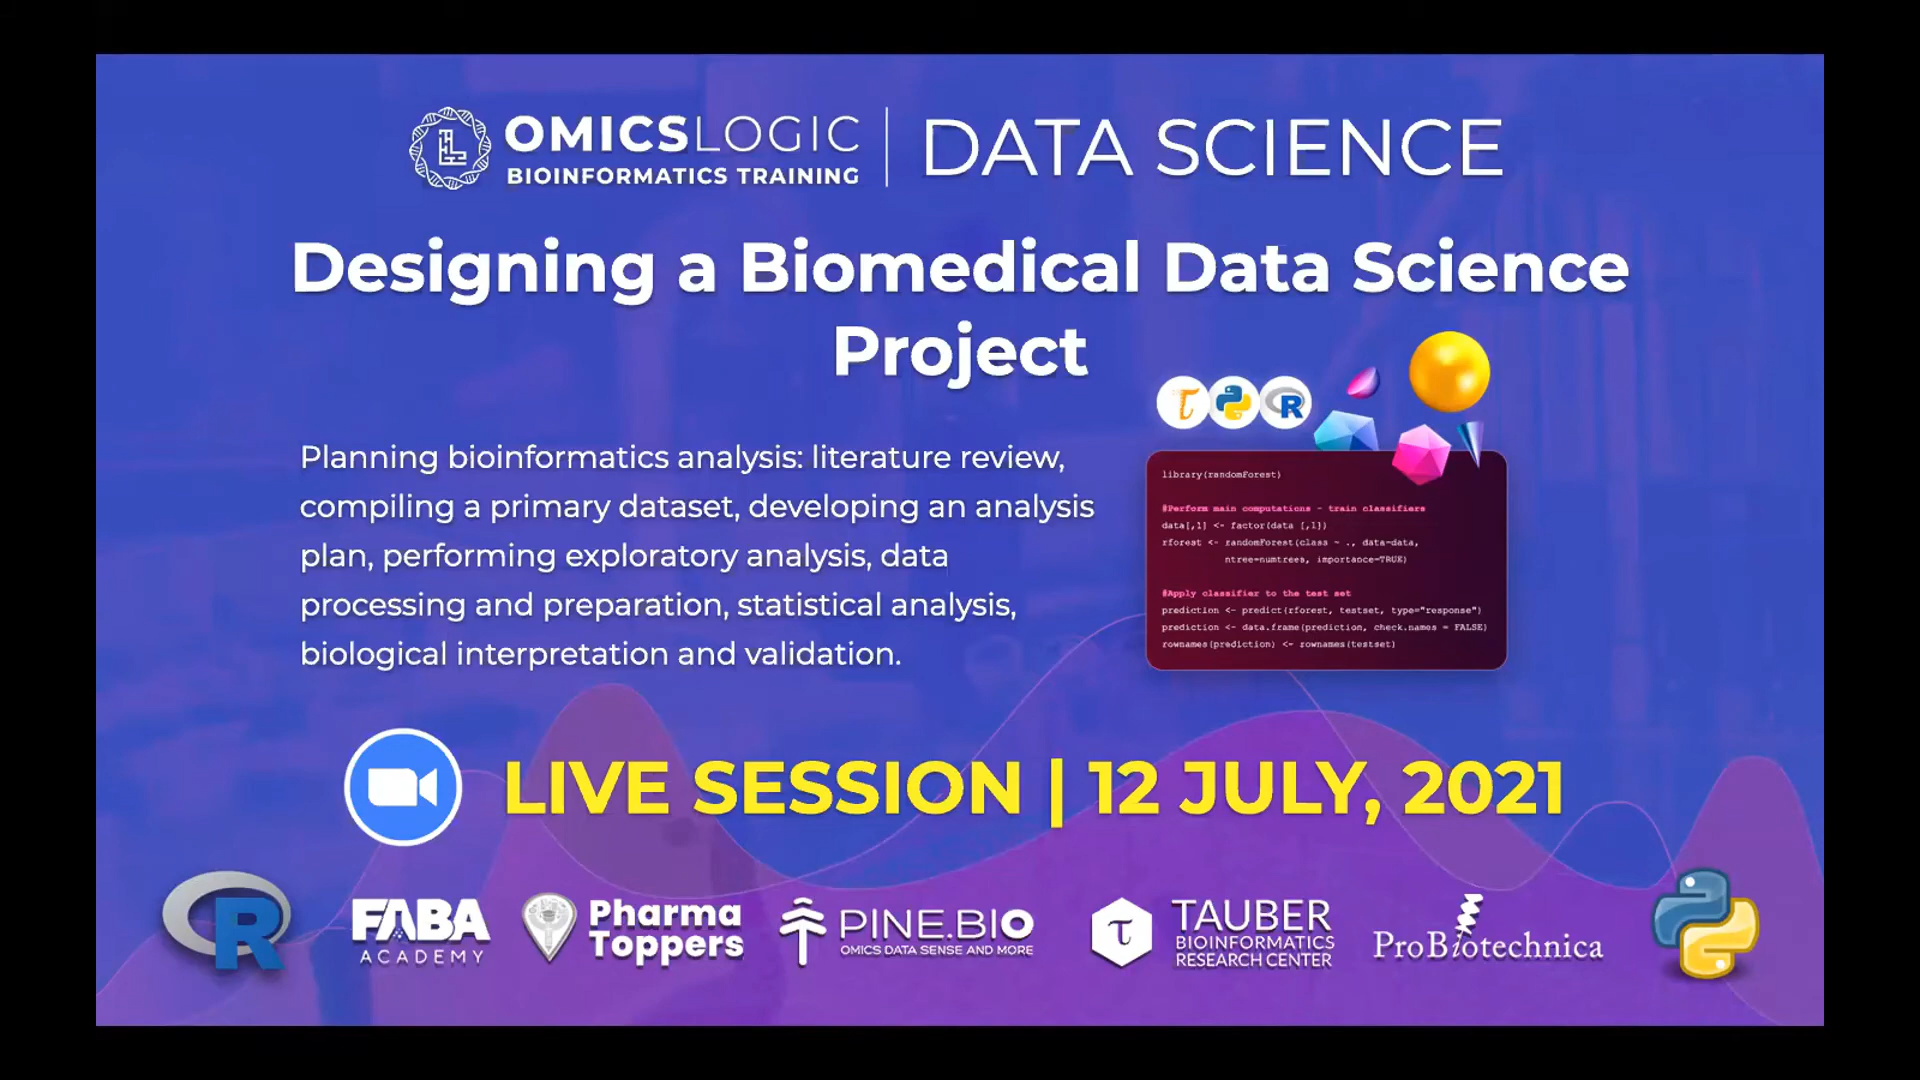 OMICSLOGIC
BIOINFORMATICS TRAINING
DATA SCIENCE
Designing a Biomedical Data Science
Project
Planning bioinformatics analysis: literature review,
compiling a primary dataset, developing an analysis
plan, performing exploratory analysis, data
processing and preparation, statistical analysis,
biological interpretation and validation.
τ
R
library(randomForest)
#Perform main computations - train classifiers
data[,1] <- factor(data [,1])
rforest <- randomForest(class ~ ., data=data,
ntree=numtrees, importance=TRUE)
#Apply classifier to the test set
prediction <- predict(rforest, testset, type="response")
prediction <- data.frame(prediction, check.names = FALSE)
rownames(prediction) <- rownames(testset)
LIVE SESSION | 12 JULY, 2021
R
FABA
ACADEMY
Pharma
Toppers
PINE.BIO
OMICS DATA SENSE AND MORE
τ
TAUBER
BIOINFORMATICS
RESEARCH CENTER
ProBiotechnica